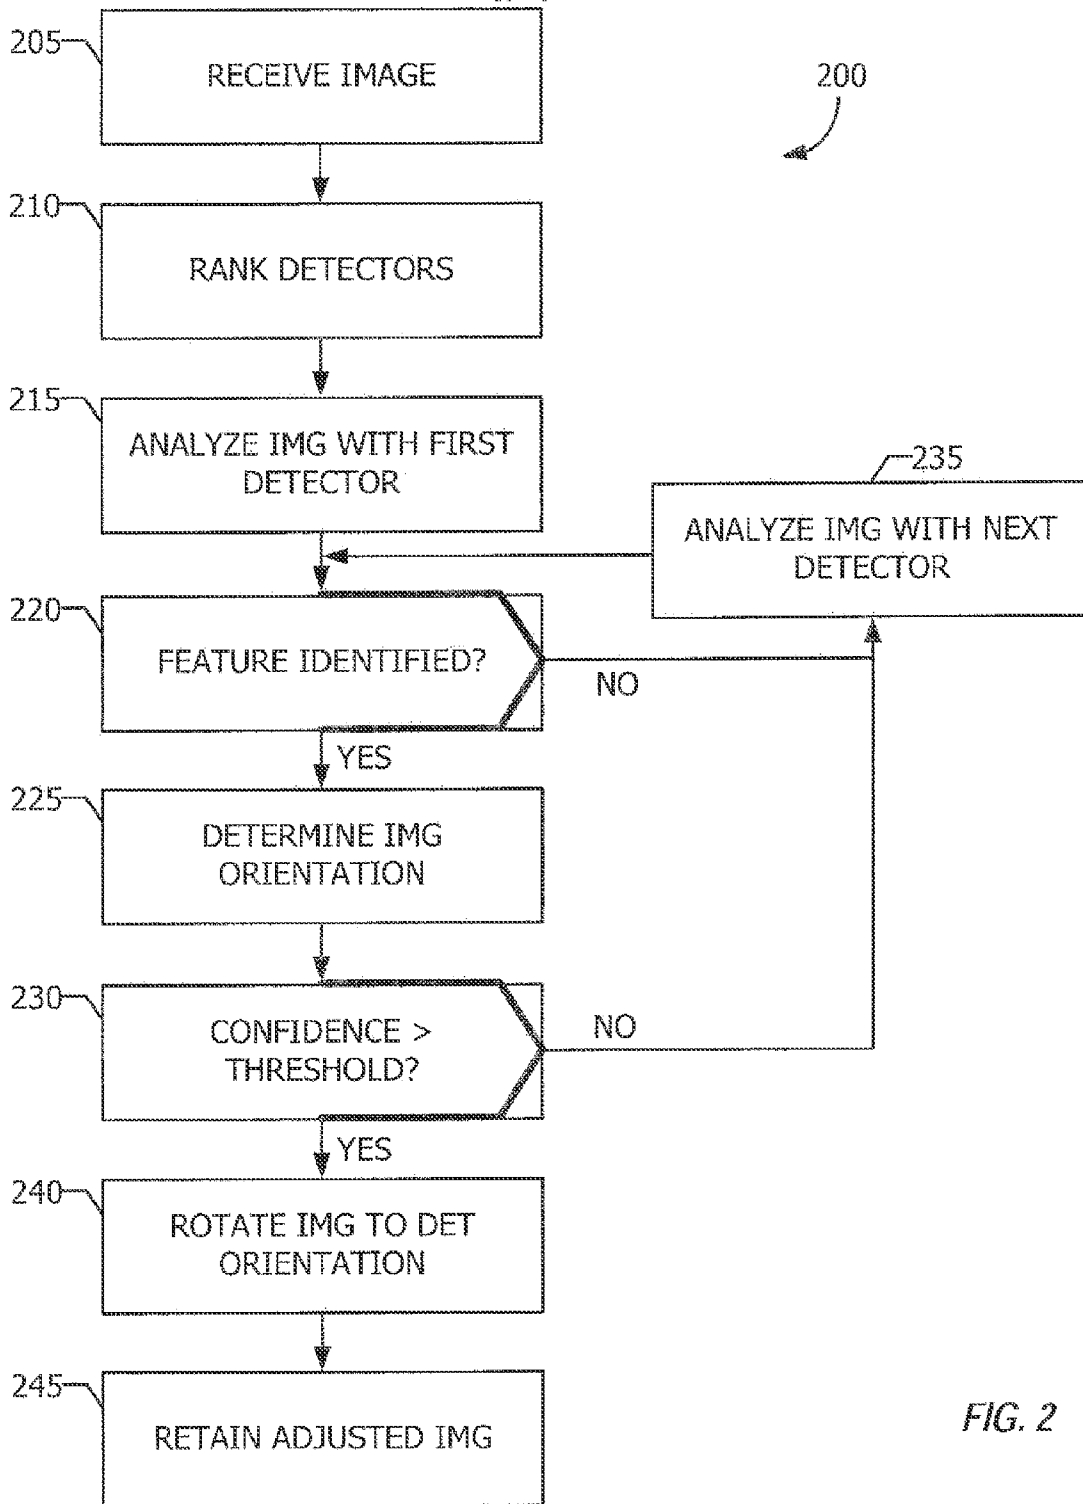 205
RECEIVE IMAGE
200
210
RANK DETECTORS
215
ANALYZE IMG WITH FIRST
DETECTOR
235
ANALYZE IMG WITH NEXT
DETECTOR
220
FEATURE IDENTIFIED?
NO
YES
225
DETERMINE IMG
ORIENTATION
230
CONFIDENCE >
THRESHOLD?
NO
YES
240
ROTATE IMG TO DET
ORIENTATION
245
RETAIN ADJUSTED IMG
FIG. 2